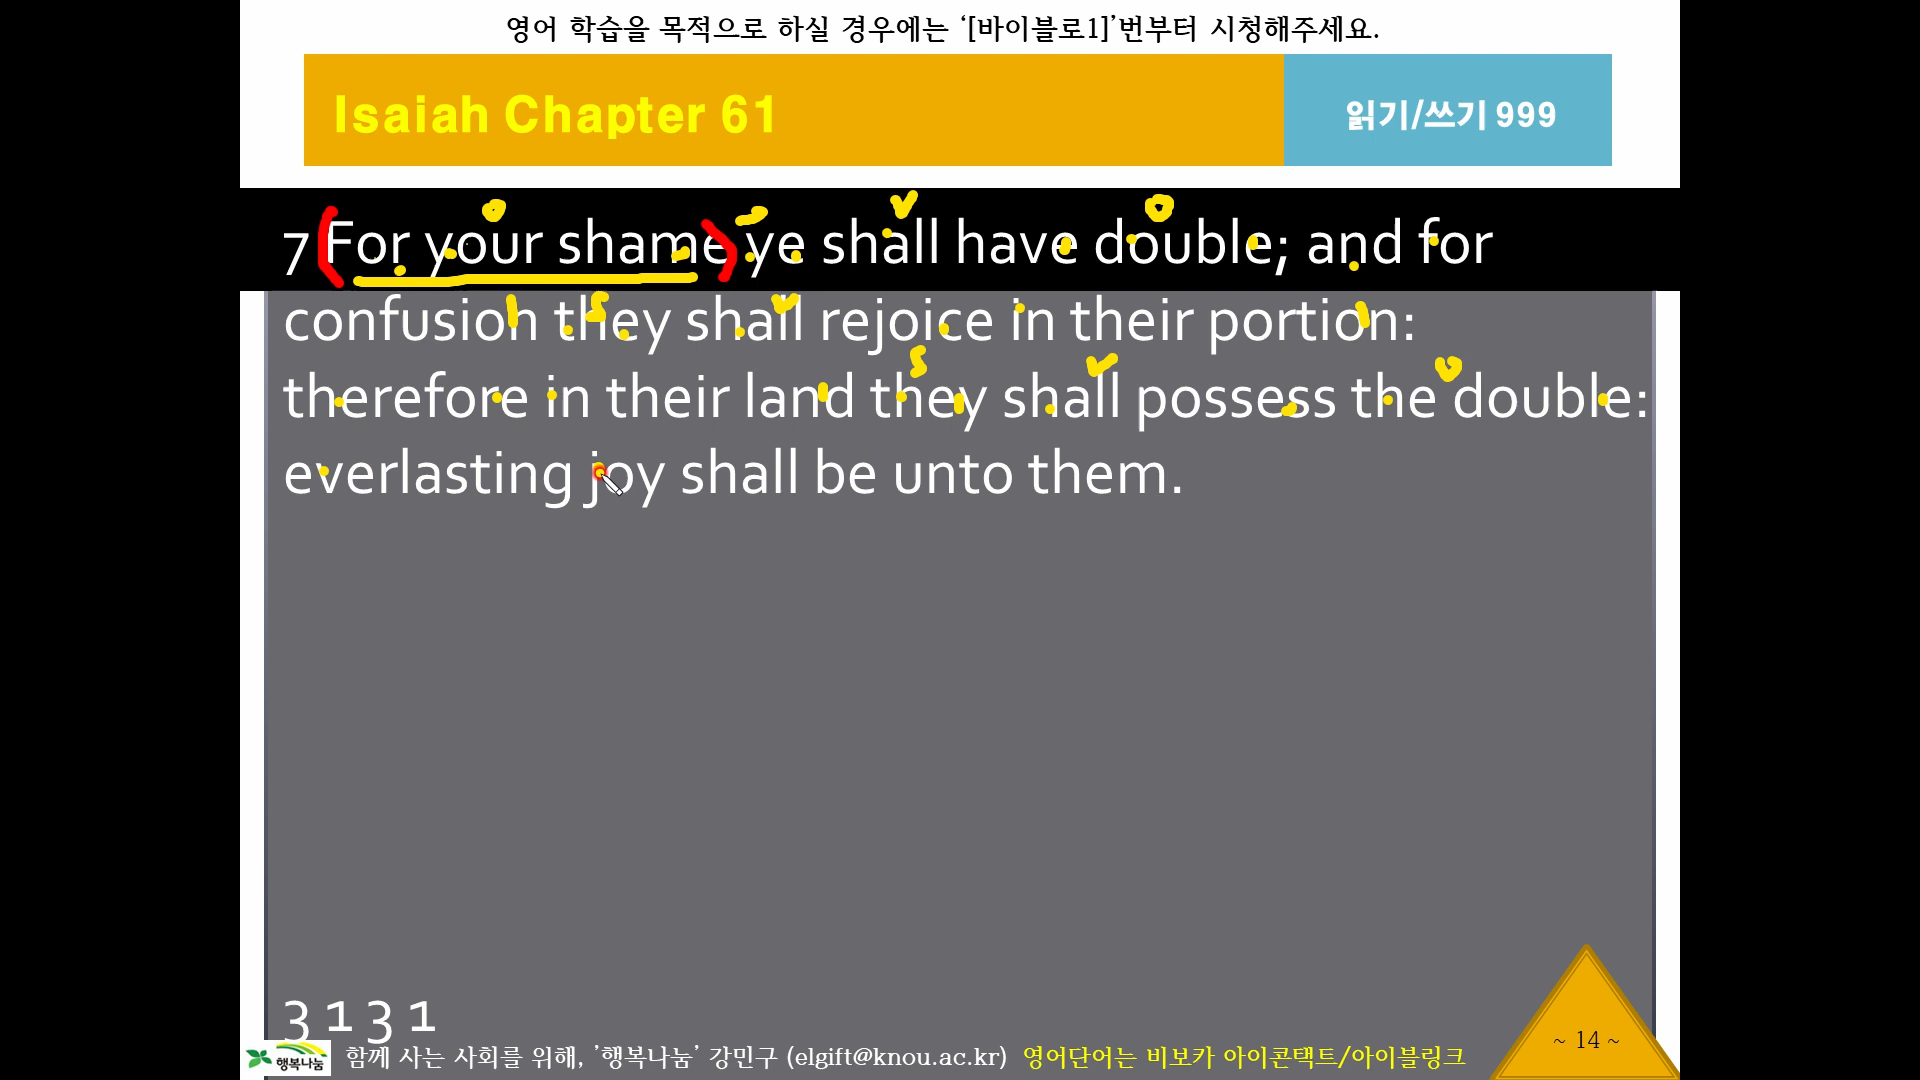 영어 학습을 목적으로 하실 경우에는 ‘[바이블로1]’번부터 시청해주세요.
Isaiah Chapter 61
읽기/쓰기 999
7 For your shame ye shall have double; and for
confusion they shall rejoice in their portion:
therefore in their land they shall possess the double:
everlasting joy shall be unto them.
3 1 3 1
~ 14 ~
행복나눔 함께 사는 사회를 위해, ’행복나눔’ 강민구 (elgift@knou.ac.kr) 영어단어는 비보카 아이콘택트/아이블링크